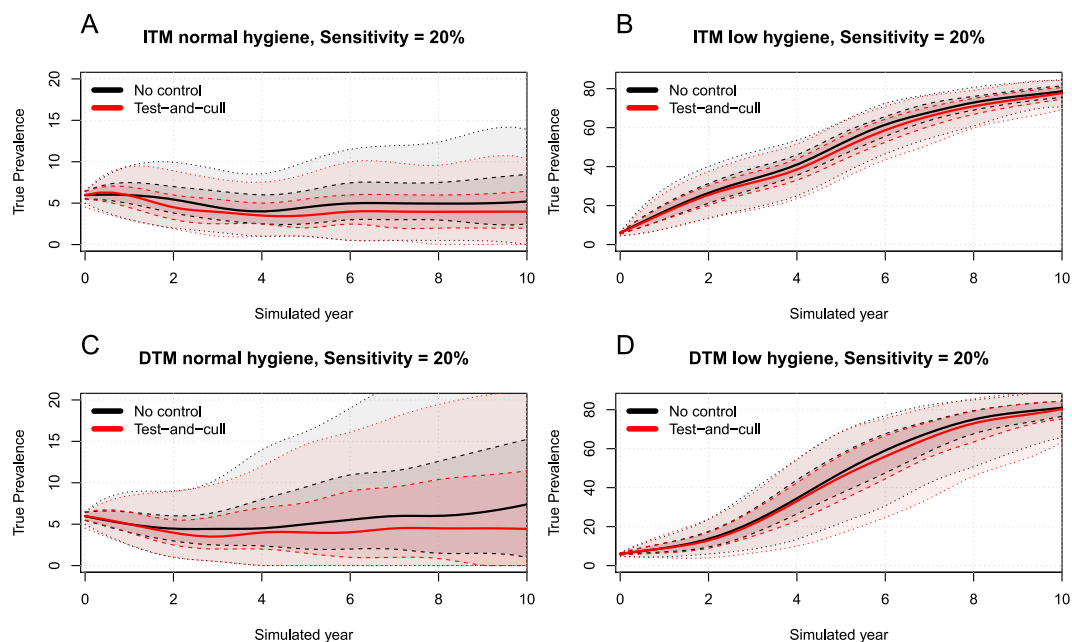 A
ITM normal hygiene, Sensitivity = 20%
No control
Test−and−cull
True Prevalence
20
15
10
5
0
0 2 4 6 8 10
Simulated year
B
ITM low hygiene, Sensitivity = 20%
No control
Test−and−cull
True Prevalence
80
60
40
20
0
0 2 4 6 8 10
Simulated year
C
DTM normal hygiene, Sensitivity = 20%
No control
Test−and−cull
True Prevalence
20
15
10
5
0
0 2 4 6 8 10
Simulated year
D
DTM low hygiene, Sensitivity = 20%
No control
Test−and−cull
True Prevalence
80
60
40
20
0
0 2 4 6 8 10
Simulated year